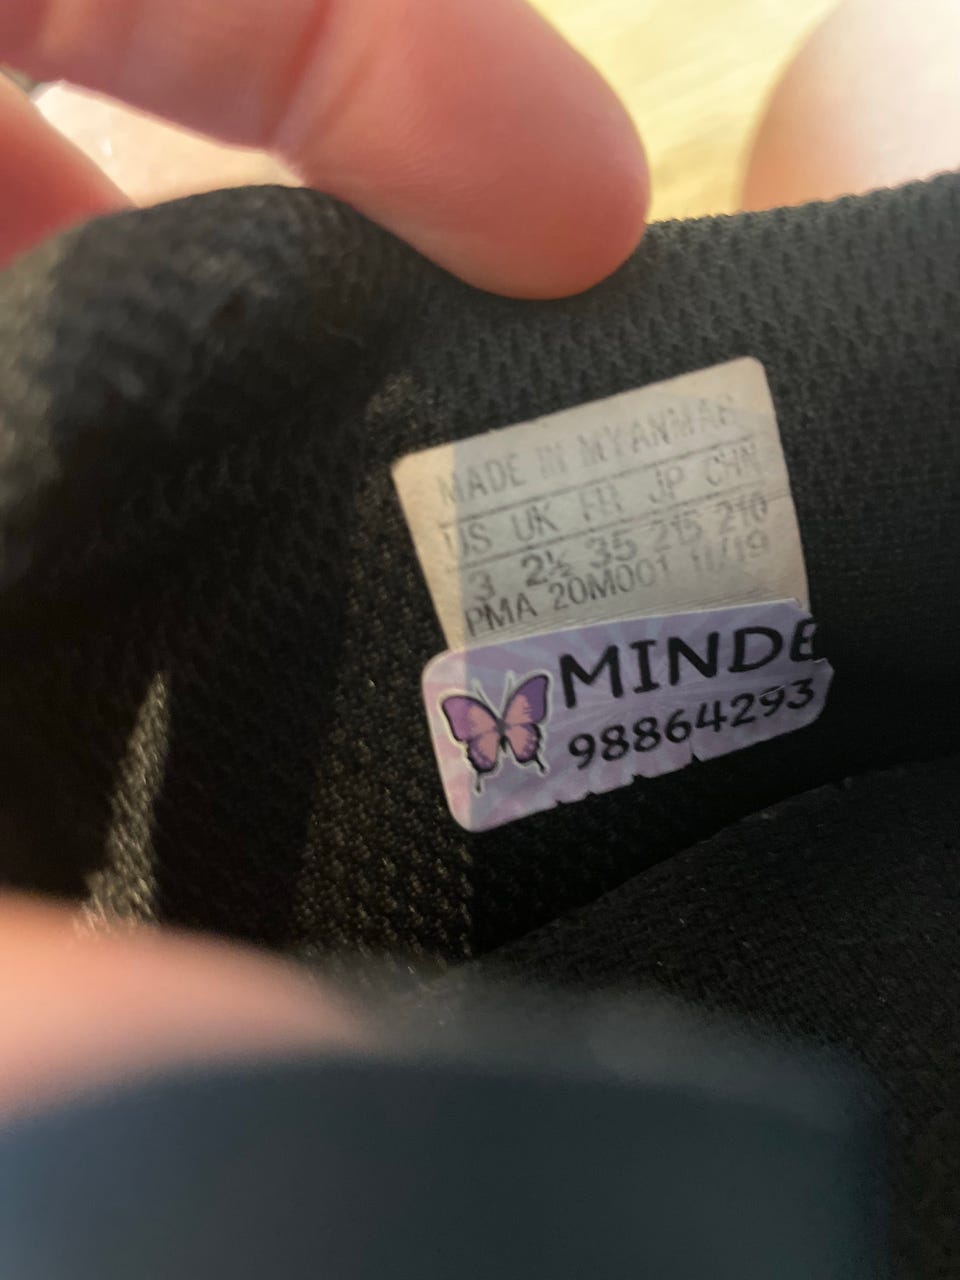 MADE IN MYANMAR
US UK FR JP CHN
3 2½ 35 215 210
PMA 20M001 11/19
MINDE
98864293